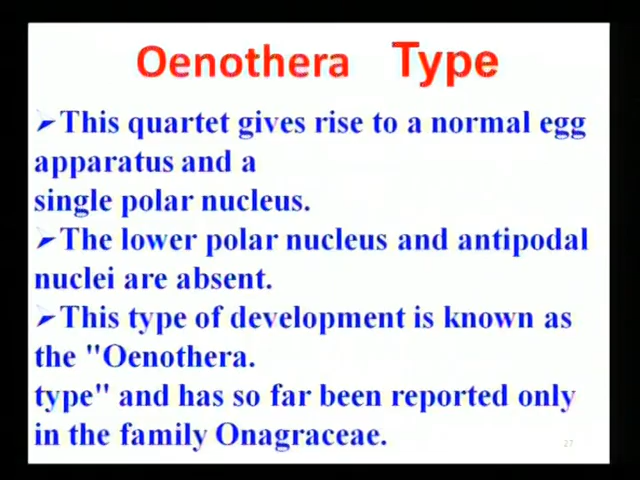 Oenothera Type
➢This quartet gives rise to a normal egg
apparatus and a
single polar nucleus.
➢The lower polar nucleus and antipodal
nuclei are absent.
➢This type of development is known as
the "Oenothera.
type" and has so far been reported only
in the family Onagraceae.
27